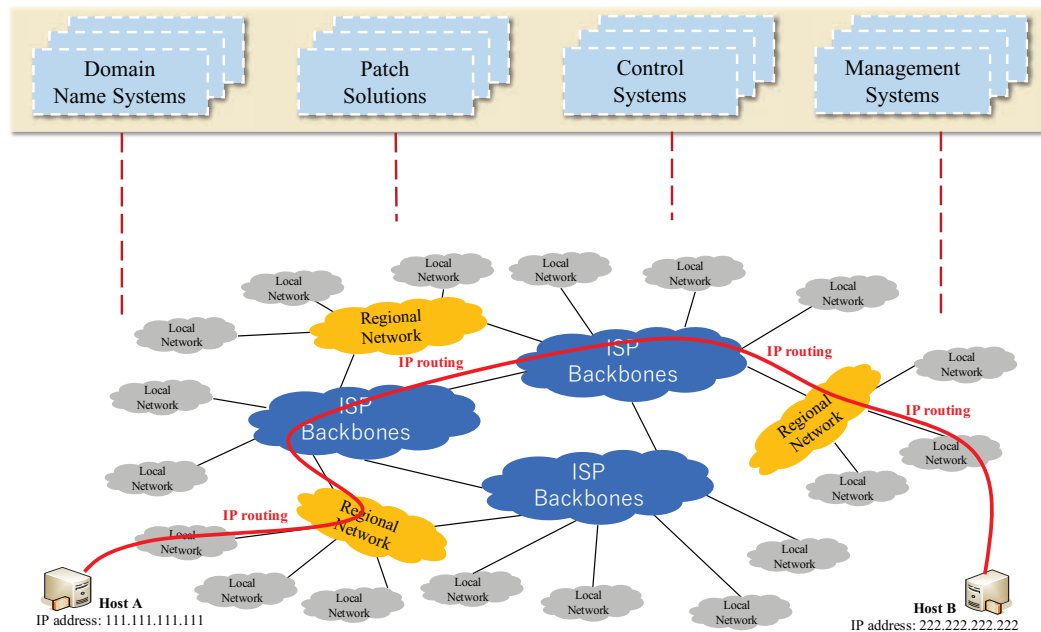 Domain
Name Systems
Patch
Solutions
Control
Systems
Management
Systems
Local
Network
Local
Network
Local
Network
Local
Network
Local
Network
Local
Network
Regional
Network
Local
Network
ISP
Backbones
IP routing
IP routing
Local
Network
Local
Network
ISP
Backbones
Regional
Network
IP routing
Local
Network
Local
Network
ISP
Backbones
Local
Network
IP routing
Regional
Network
Local
Network
Local
Network
Local
Network
Local
Network
Local
Network
Local
Network
Local
Network
Host A
IP address: 111.111.111.111
Host B
IP address: 222.222.222.222